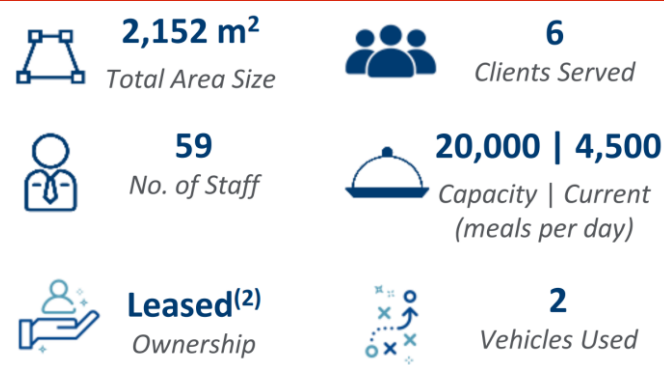 2,152 m²
Total Area Size
6
Clients Served
59
No. of Staff
20,000 | 4,500
Capacity | Current
(meals per day)
Leased⁽²⁾
Ownership
2
Vehicles Used